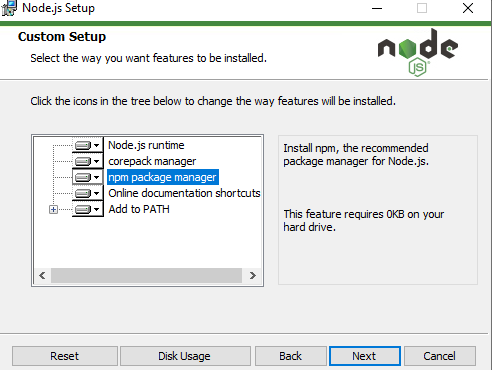 Node.js Setup
Custom Setup
Select the way you want features to be installed.
node
JS
Click the icons in the tree below to change the way features will be installed.
Node.js runtime
corepack manager
npm package manager
Online documentation shortcuts
Add to PATH
Install npm, the recommended
package manager for Node.js.
This feature requires 0KB on your
hard drive.
Reset
Disk Usage
Back
Next
Cancel